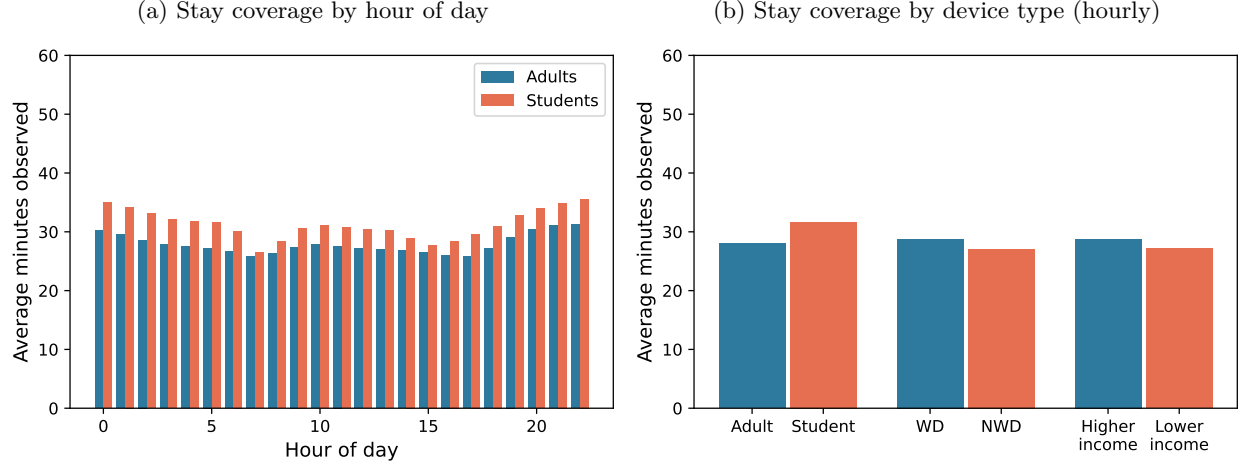 (a) Stay coverage by hour of day
60
50
40
30
20
10
0
Average minutes observed
Adults
Students
0 5 10 15 20
Hour of day
(b) Stay coverage by device type (hourly)
60
50
40
30
20
10
0
Average minutes observed
Adult Student WD NWD Higher income Lower income